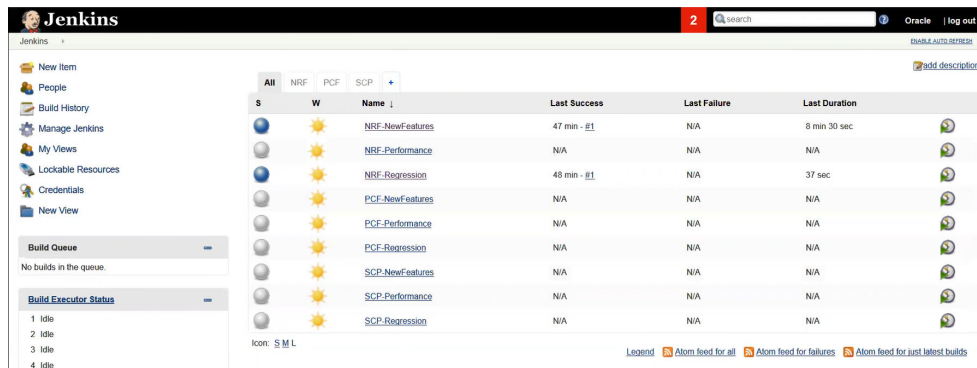 Jenkins
2 search Oracle | log out
Jenkins ENABLE AUTO REFRESH
New Item
People
Build History
Manage Jenkins
My Views
Lockable Resources
Credentials
New View
Build Queue
No builds in the queue.
Build Executor Status
1 Idle
2 Idle
3 Idle
4 Idle
add description
All NRF PCF SCP +
S W Name ↓ Last Success Last Failure Last Duration
NRF-NewFeatures 47 min - #1 N/A 8 min 30 sec
NRF-Performance N/A N/A N/A
NRF-Regression 48 min - #1 N/A 37 sec
PCF-NewFeatures N/A N/A N/A
PCF-Performance N/A N/A N/A
PCF-Regression N/A N/A N/A
SCP-NewFeatures N/A N/A N/A
SCP-Performance N/A N/A N/A
SCP-Regression N/A N/A N/A
Icon: S M L
Legend Atom feed for all Atom feed for failures Atom feed for just latest builds